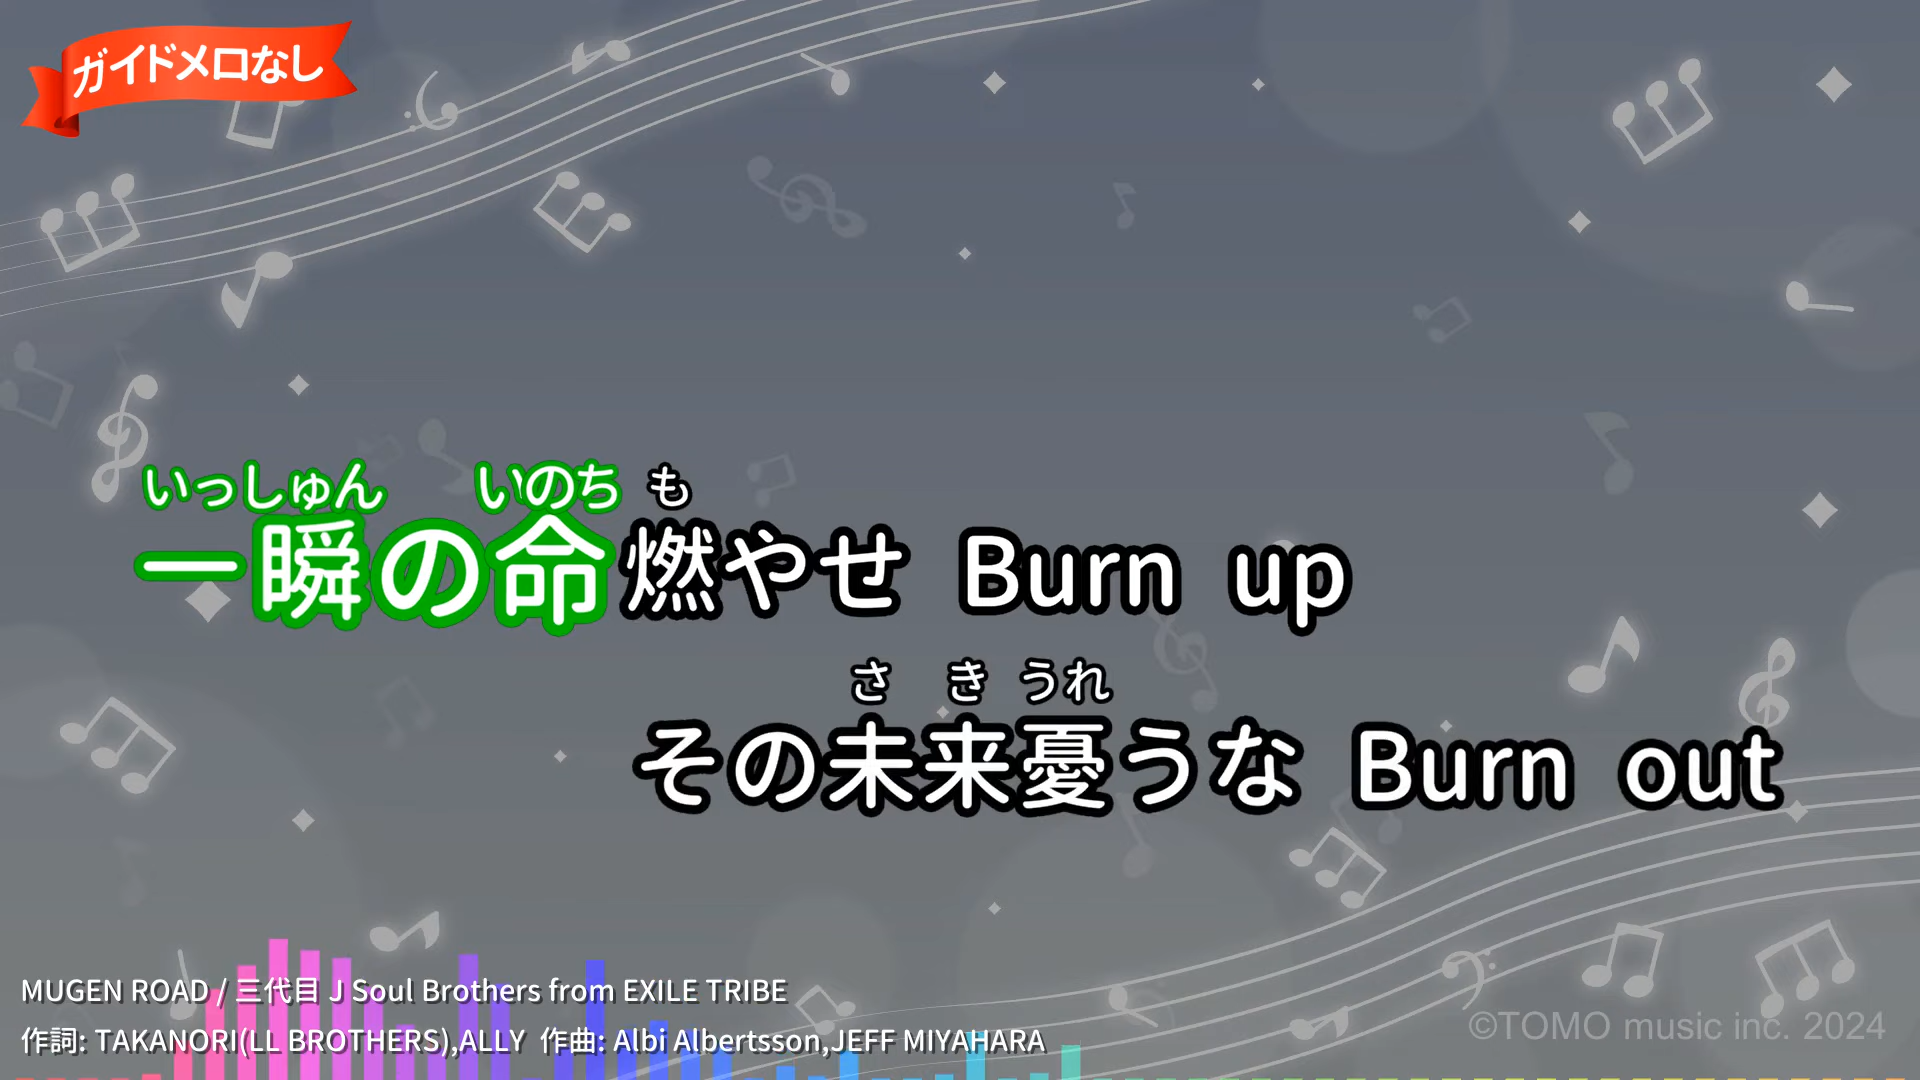 ガイドメロなし
いっしゅん いのち も
一瞬の命燃やせ Burn up
さ き うれ
その未来憂うな Burn out
MUGEN ROAD / 三代目 J Soul Brothers from EXILE TRIBE
作詞: TAKANORI(LL BROTHERS),ALLY 作曲: Albi Albertsson,JEFF MIYAHARA
©TOMO music inc. 2024